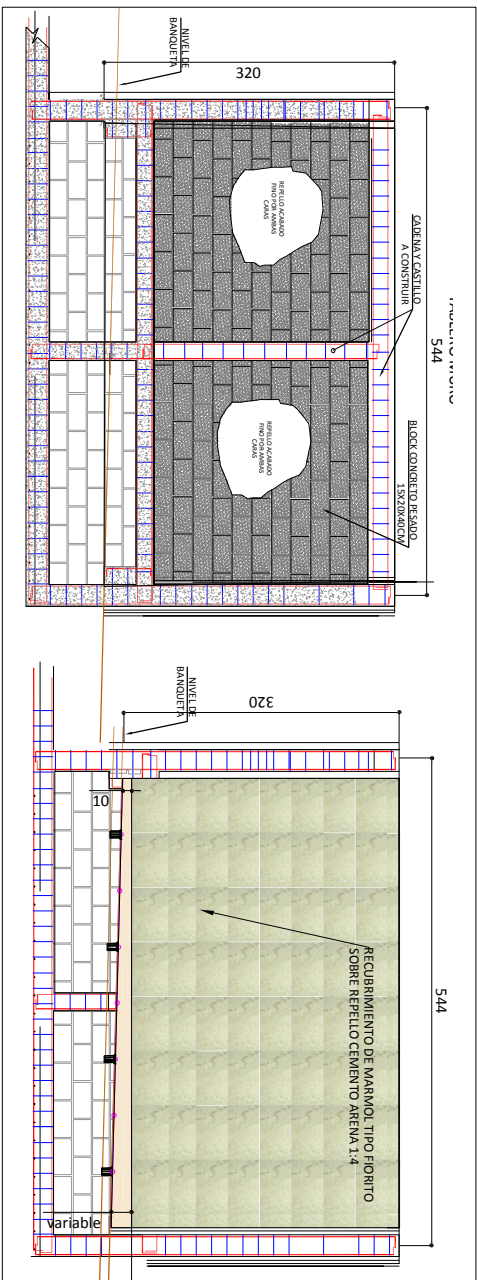 544
CADENA Y CASTILLO
A CONSTRUIR
BLOCK CONCRETO PESADO
15X20X40CM
320
NIVEL DE
BANQUETA
REPELLO ACABADO
FINO POR AMBAS
CARAS
REPELLO ACABADO
FINO POR AMBAS
CARAS
544
320
NIVEL DE
BANQUETA
10
RECUBRIMIENTO DE MARMOL TIPO FIORITO
SOBRE REPELLO CEMENTO ARENA 1:4
variable